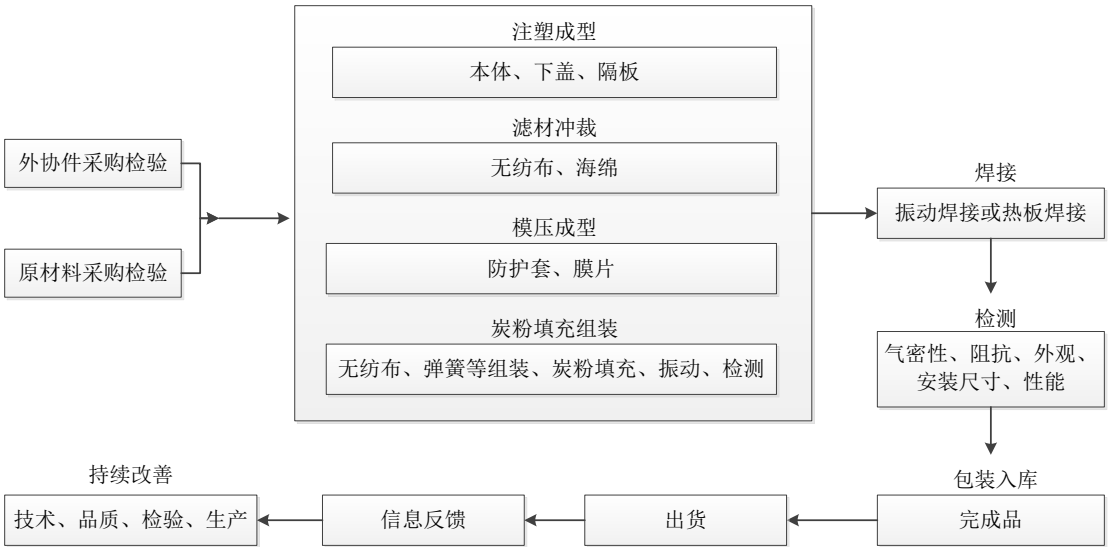 外协件采购检验
原材料采购检验
注塑成型
本体、下盖、隔板
滤材冲裁
无纺布、海绵
模压成型
防护套、膜片
炭粉填充组装
无纺布、弹簧等组装、炭粉填充、振动、检测
焊接
振动焊接或热板焊接
检测
气密性、阻抗、外观、
安装尺寸、性能
包装入库
完成品
出货
信息反馈
持续改善
技术、品质、检验、生产